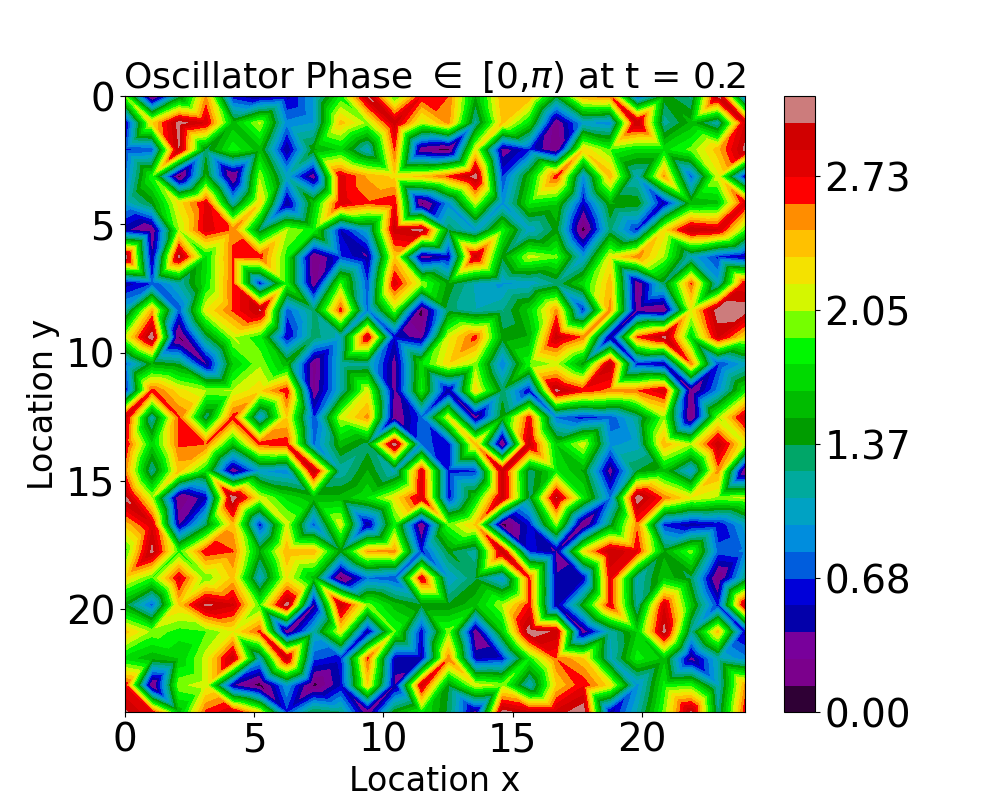 Oscillator Phase ∈ [0,π) at t = 0.2
0
5
10
15
20
Location y
0 5 10 15 20
Location x
2.73
2.05
1.37
0.68
0.00